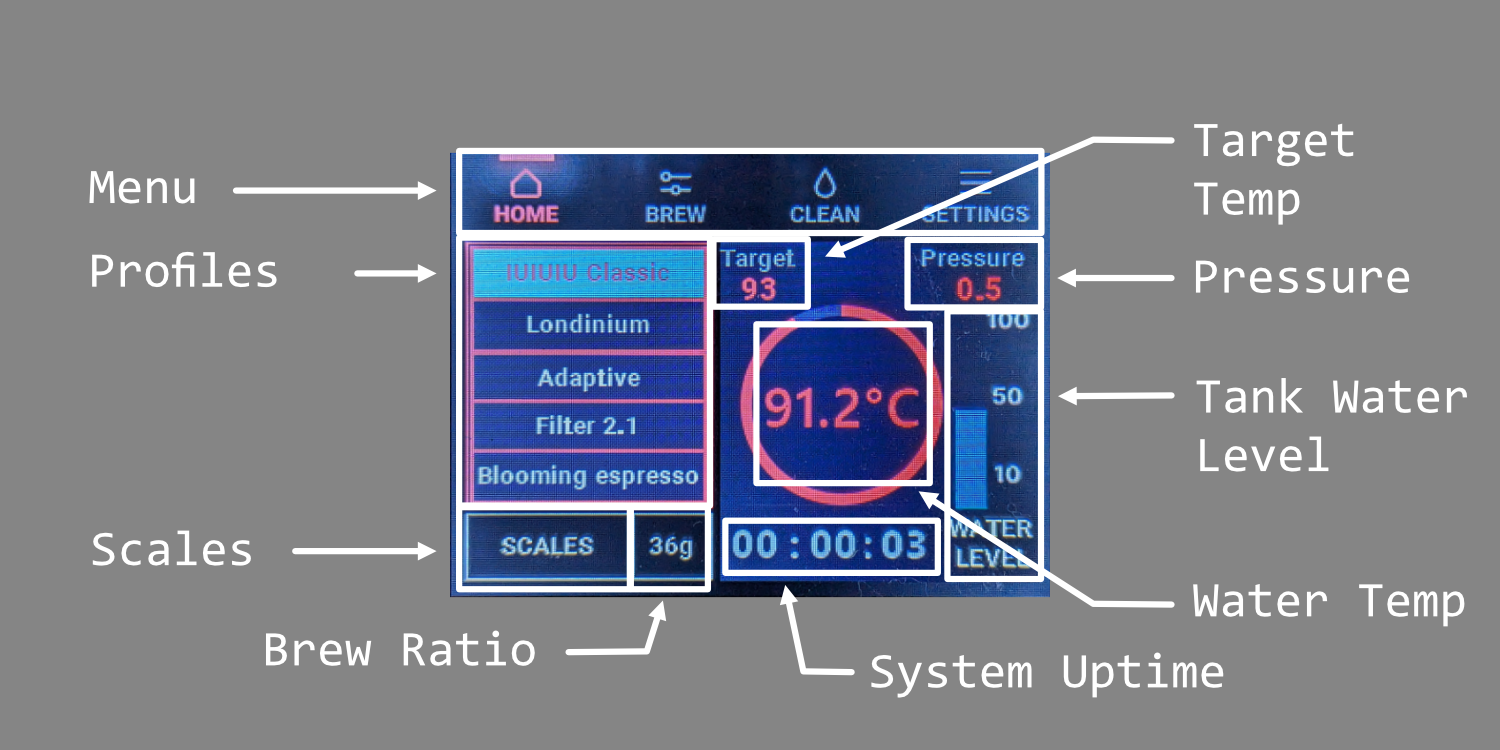 Target
Temp
Menu
HOME
BREW
CLEAN
SETTINGS
Profiles
IUIUIU Classic
Target
93
Pressure
0.5
Pressure
Londinium
100
Adaptive
91.2°C
50
Tank Water
Level
Filter 2.1
Blooming espresso
10
Scales
SCALES
36g
00:00:03
WATER
LEVEL
Water Temp
Brew Ratio
System Uptime